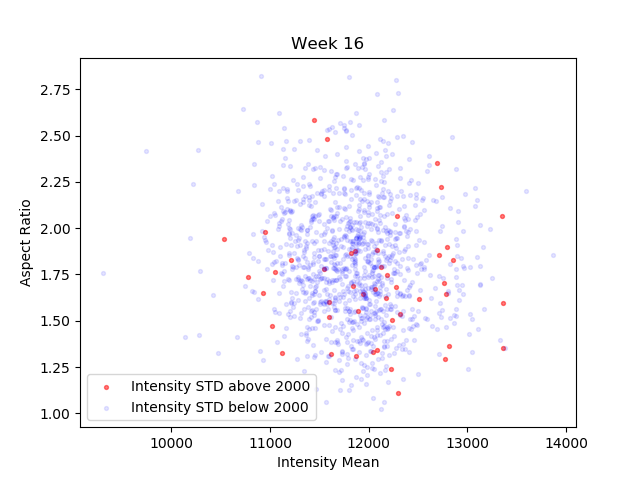 Week 16
Aspect Ratio
2.75
2.50
2.25
2.00
1.75
1.50
1.25
1.00
Intensity STD above 2000
Intensity STD below 2000
10000 11000 12000 13000 14000
Intensity Mean